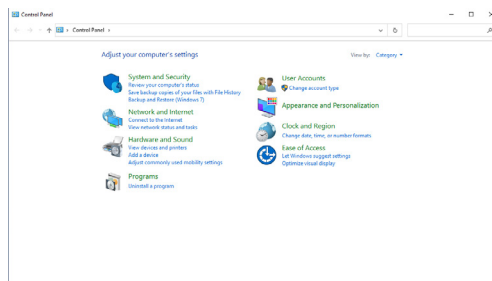 Control Panel
Control Panel
Adjust your computer's settings
View by: Category
System and Security
Review your computer's status
Save backup copies of your files with File History
Backup and Restore (Windows 7)
Network and Internet
Connect to the Internet
View network status and tasks
Hardware and Sound
View devices and printers
Add a device
Adjust commonly used mobility settings
Programs
Uninstall a program
User Accounts
Change account type
Appearance and Personalization
Clock and Region
Change date, time, or number formats
Ease of Access
Let Windows suggest settings
Optimize visual display